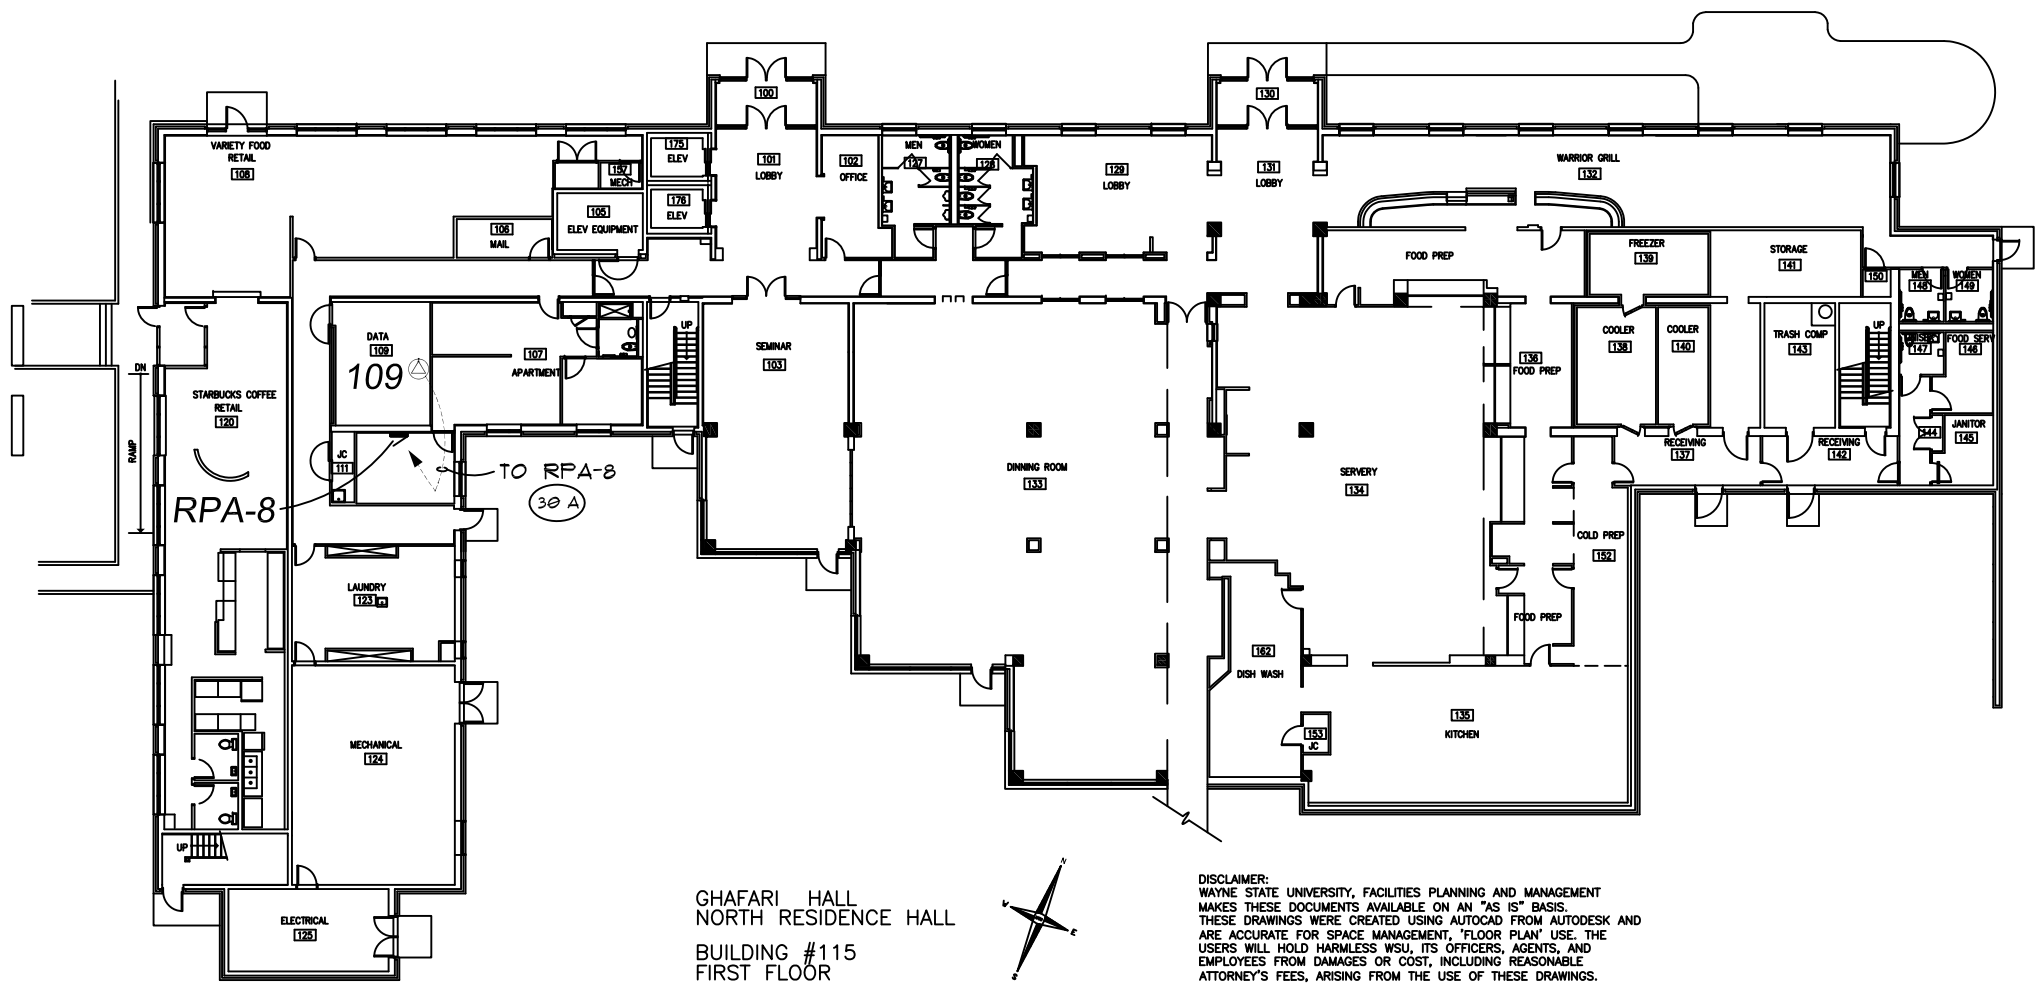 100
130
VARIETY FOOD
RETAIL
108
175
ELEV
157
MECH
176
ELEV
101
LOBBY
102
OFFICE
MEN
127
WOMEN
128
129
LOBBY
131
LOBBY
WARRIOR GRILL
132
105
ELEV EQUIPMENT
106
MAIL
FOOD PREP
FREEZER
139
STORAGE
141
150
MEN
148
WOMEN
149
DATA
109
109
107
APARTMENT
UP
SEMINAR
103
136
FOOD PREP
COOLER
138
COOLER
140
TRASH COMP
143
UP
147
FOOD SERV
146
DN
RAMP
STARBUCKS COFFEE
RETAIL
120
JC
111
TO RPA-8
30 A
RPA-8
DINNING ROOM
133
SERVERY
134
RECEIVING
137
RECEIVING
142
144
JANITOR
145
COLD PREP
152
LAUNDRY
123
FOOD PREP
162
DISH WASH
135
KITCHEN
153
JC
MECHANICAL
124
UP
ELECTRICAL
125
GHAFARI HALL
NORTH RESIDENCE HALL
BUILDING #115
FIRST FLOOR
N
W
E
S
DISCLAIMER:
WAYNE STATE UNIVERSITY, FACILITIES PLANNING AND MANAGEMENT
MAKES THESE DOCUMENTS AVAILABLE ON AN "AS IS" BASIS.
THESE DRAWINGS WERE CREATED USING AUTOCAD FROM AUTODESK AND
ARE ACCURATE FOR SPACE MANAGEMENT, 'FLOOR PLAN' USE. THE
USERS WILL HOLD HARMLESS WSU, ITS OFFICERS, AGENTS, AND
EMPLOYEES FROM DAMAGES OR COST, INCLUDING REASONABLE
ATTORNEY'S FEES, ARISING FROM THE USE OF THESE DRAWINGS.